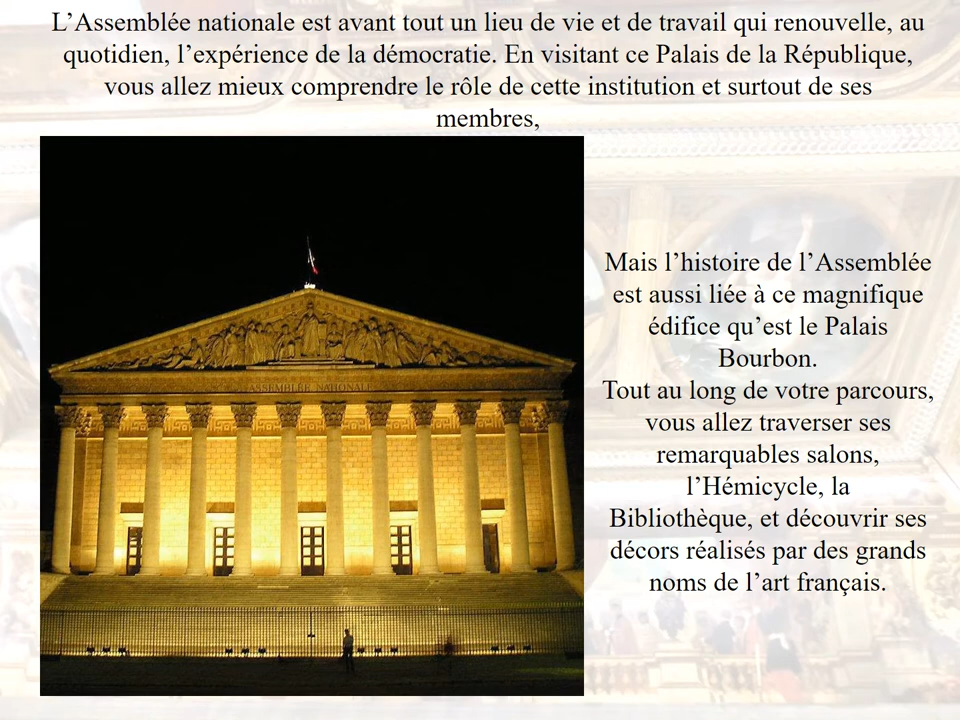 L’Assemblée nationale est avant tout un lieu de vie et de travail qui renouvelle, au
quotidien, l’expérience de la démocratie. En visitant ce Palais de la République,
vous allez mieux comprendre le rôle de cette institution et surtout de ses
membres,
ASSEMBLÉE NATIONALE
Mais l’histoire de l’Assemblée
est aussi liée à ce magnifique
édifice qu’est le Palais
Bourbon.
Tout au long de votre parcours,
vous allez traverser ses
remarquables salons,
l’Hémicycle, la
Bibliothèque, et découvrir ses
décors réalisés par des grands
noms de l’art français.